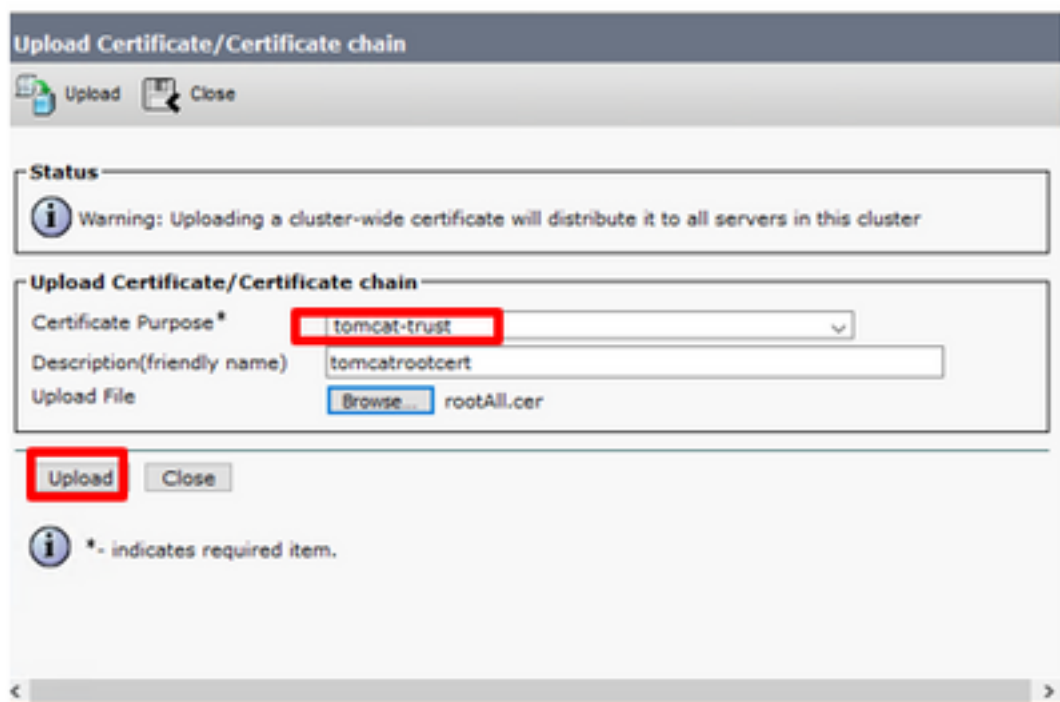 Upload Certificate/Certificate chain
Upload Close
Status
Warning: Uploading a cluster-wide certificate will distribute it to all servers in this cluster
Upload Certificate/Certificate chain
Certificate Purpose* tomcat-trust
Description(friendly name) tomcatrootcert
Upload File Browse... rootAll.cer
Upload Close
*- indicates required item.